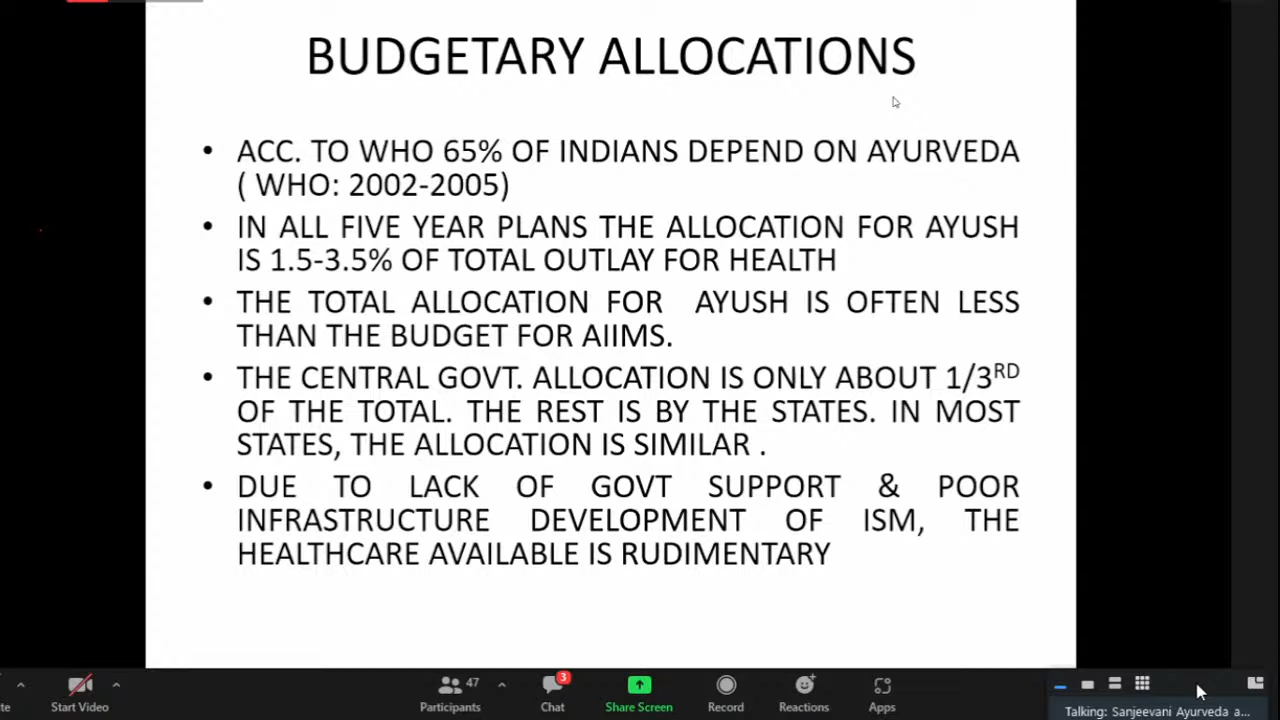 BUDGETARY ALLOCATIONS
• ACC. TO WHO 65% OF INDIANS DEPEND ON AYURVEDA
( WHO: 2002-2005)
• IN ALL FIVE YEAR PLANS THE ALLOCATION FOR AYUSH
IS 1.5-3.5% OF TOTAL OUTLAY FOR HEALTH
• THE TOTAL ALLOCATION FOR AYUSH IS OFTEN LESS
THAN THE BUDGET FOR AIIMS.
• THE CENTRAL GOVT. ALLOCATION IS ONLY ABOUT 1/3RD
OF THE TOTAL. THE REST IS BY THE STATES. IN MOST
STATES, THE ALLOCATION IS SIMILAR .
• DUE TO LACK OF GOVT SUPPORT & POOR
INFRASTRUCTURE DEVELOPMENT OF ISM, THE
HEALTHCARE AVAILABLE IS RUDIMENTARY
47 3
te Start Video Participants Chat Share Screen Record Reactions Apps
Talking: Sanjeevani Ayurveda a...